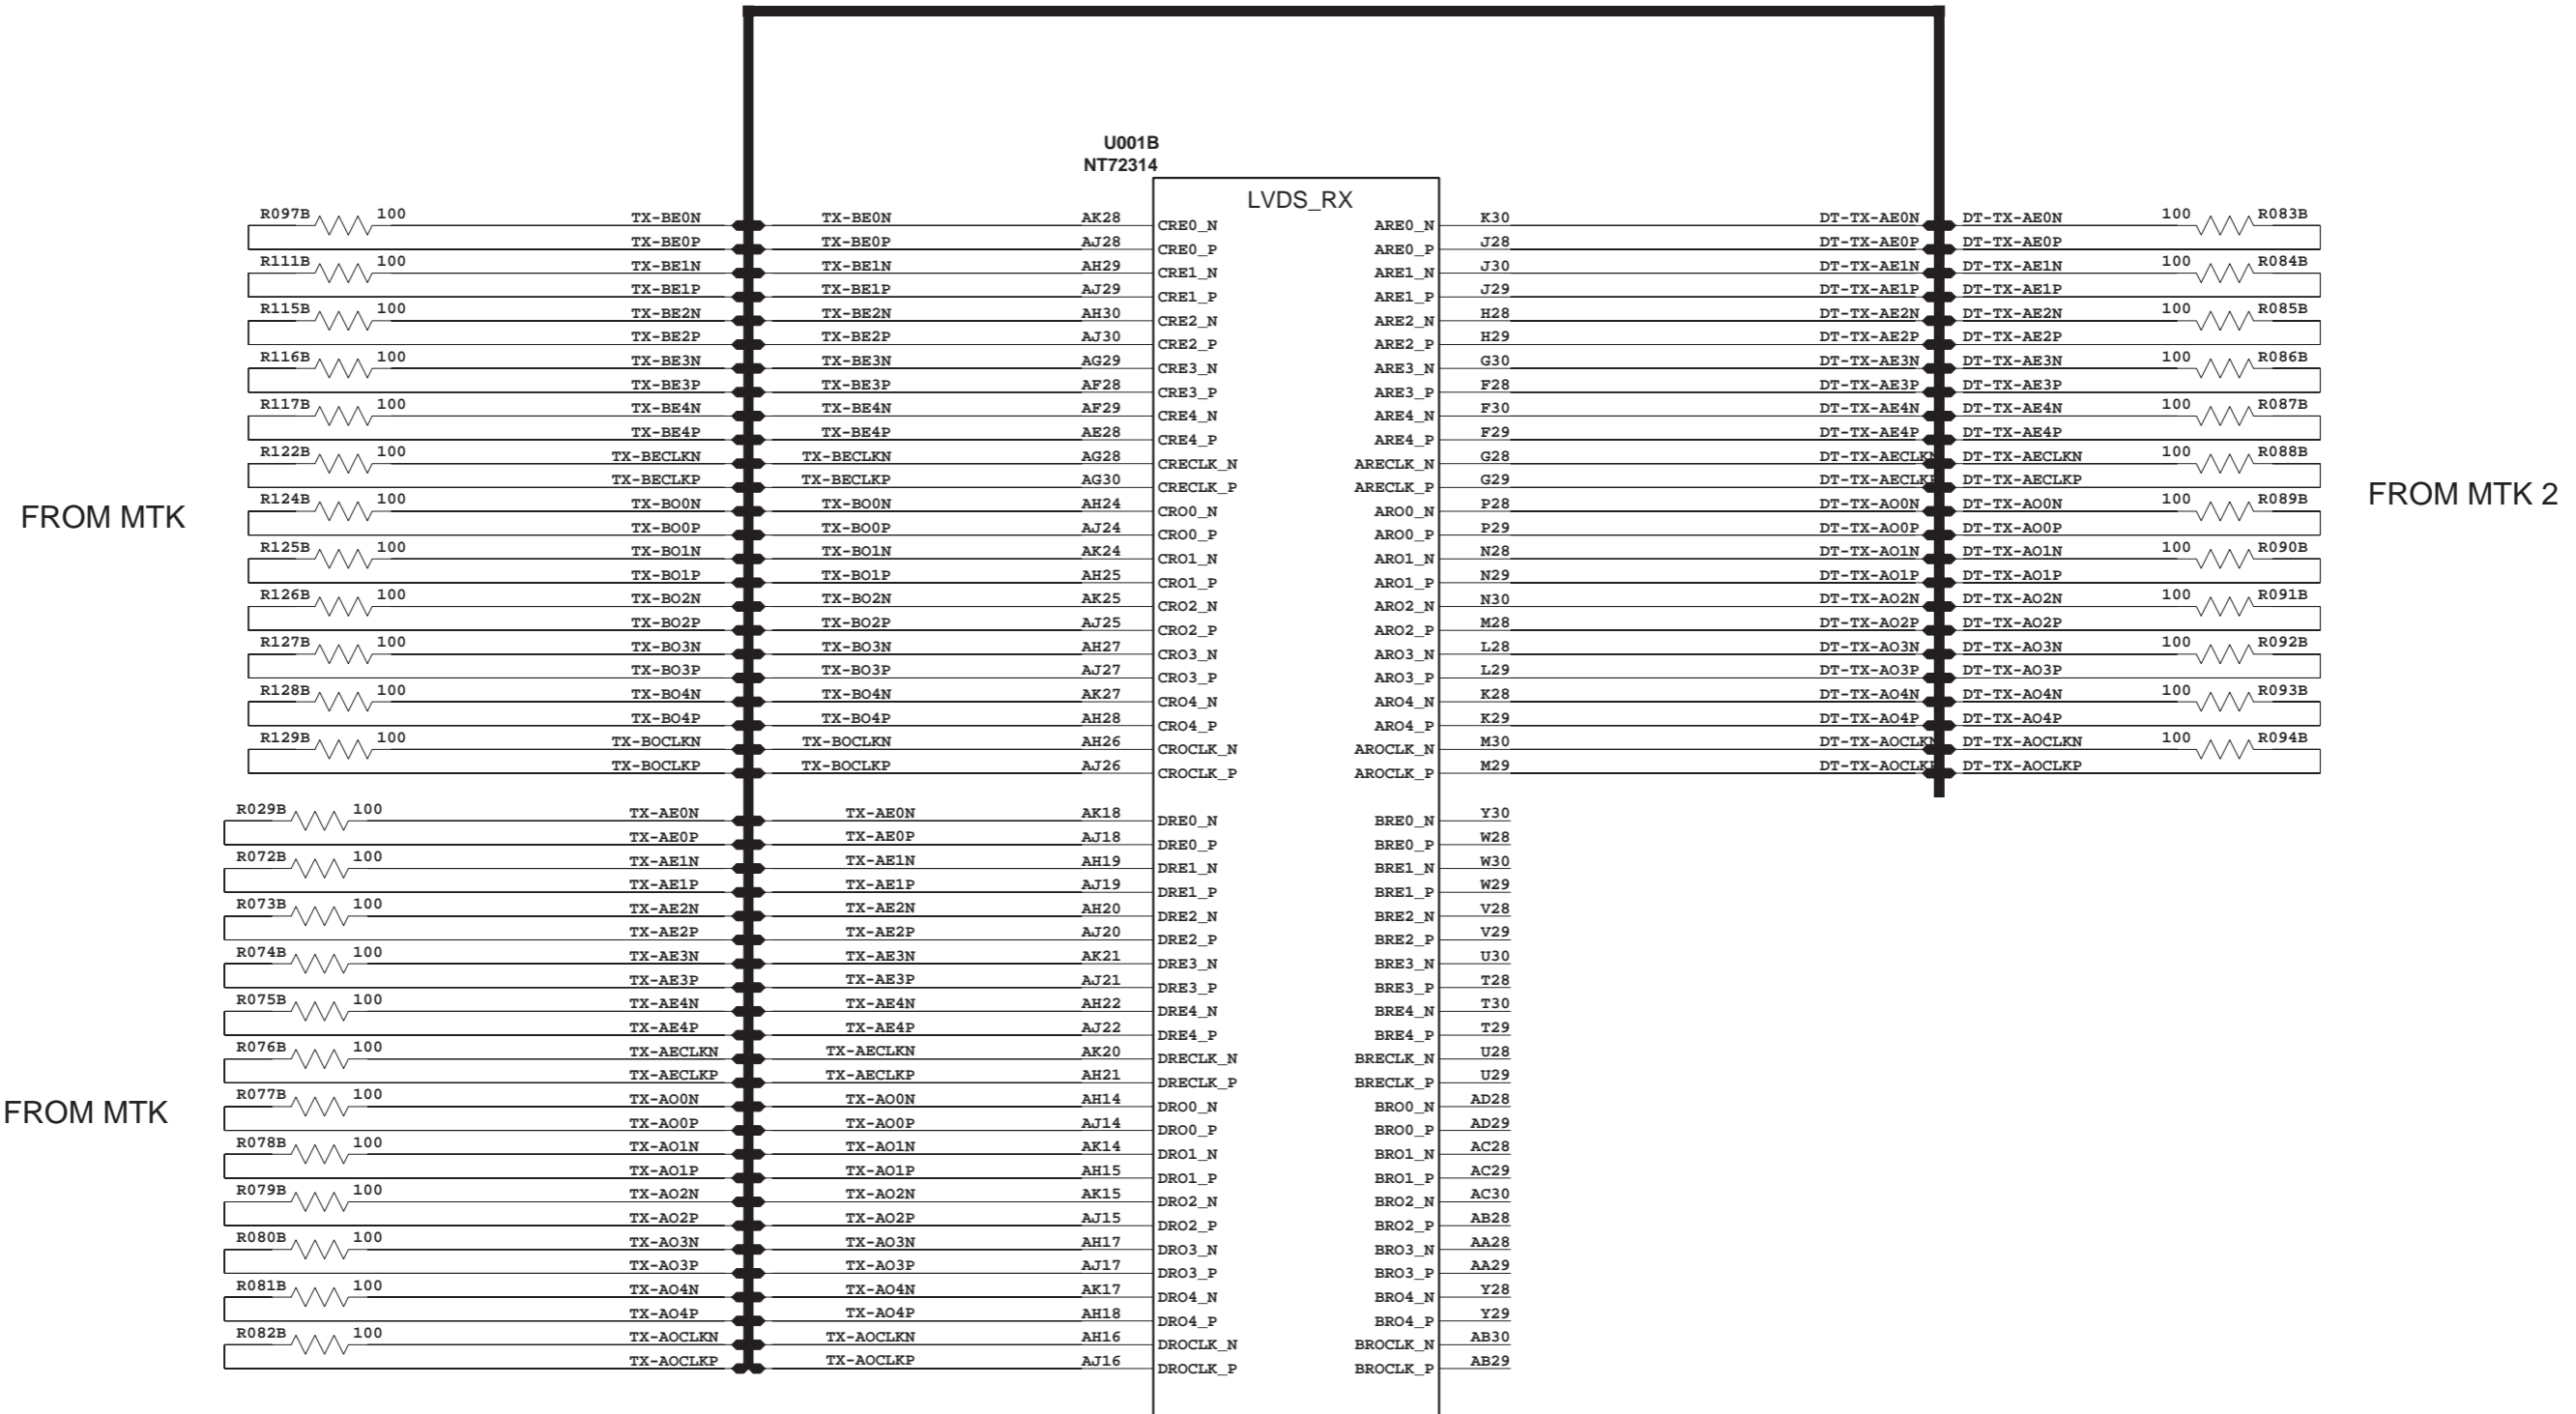 U001B
NT72314
LVDS_RX
R097B 100 TX-BE0N TX-BE0N AK28 CRE0_N ARE0_N K30 DT-TX-AE0N DT-TX-AE0N 100 R083B
TX-BE0P TX-BE0P AJ28 CRE0_P ARE0_P J28 DT-TX-AE0P DT-TX-AE0P
R111B 100 TX-BE1N TX-BE1N AH29 CRE1_N ARE1_N J30 DT-TX-AE1N DT-TX-AE1N 100 R084B
TX-BE1P TX-BE1P AJ29 CRE1_P ARE1_P J29 DT-TX-AE1P DT-TX-AE1P
R115B 100 TX-BE2N TX-BE2N AH30 CRE2_N ARE2_N H28 DT-TX-AE2N DT-TX-AE2N 100 R085B
TX-BE2P TX-BE2P AJ30 CRE2_P ARE2_P H29 DT-TX-AE2P DT-TX-AE2P
R116B 100 TX-BE3N TX-BE3N AG29 CRE3_N ARE3_N G30 DT-TX-AE3N DT-TX-AE3N 100 R086B
TX-BE3P TX-BE3P AF28 CRE3_P ARE3_P F28 DT-TX-AE3P DT-TX-AE3P
R117B 100 TX-BE4N TX-BE4N AF29 CRE4_N ARE4_N F30 DT-TX-AE4N DT-TX-AE4N 100 R087B
TX-BE4P TX-BE4P AE28 CRE4_P ARE4_P F29 DT-TX-AE4P DT-TX-AE4P
R122B 100 TX-BECLKN TX-BECLKN AG28 CRECLK_N ARECLK_N G28 DT-TX-AECLKN DT-TX-AECLKN 100 R088B
TX-BECLKP TX-BECLKP AG30 CRECLK_P ARECLK_P G29 DT-TX-AECLKP DT-TX-AECLKP
FROM MTK
FROM MTK 2
R124B 100 TX-BO0N TX-BO0N AH24 CRO0_N ARO0_N P28 DT-TX-AO0N DT-TX-AO0N 100 R089B
TX-BO0P TX-BO0P AJ24 CRO0_P ARO0_P P29 DT-TX-AO0P DT-TX-AO0P
R125B 100 TX-BO1N TX-BO1N AK24 CRO1_N ARO1_N N28 DT-TX-AO1N DT-TX-AO1N 100 R090B
TX-BO1P TX-BO1P AH25 CRO1_P ARO1_P N29 DT-TX-AO1P DT-TX-AO1P
R126B 100 TX-BO2N TX-BO2N AK25 CRO2_N ARO2_N N30 DT-TX-AO2N DT-TX-AO2N 100 R091B
TX-BO2P TX-BO2P AJ25 CRO2_P ARO2_P M28 DT-TX-AO2P DT-TX-AO2P
R127B 100 TX-BO3N TX-BO3N AH27 CRO3_N ARO3_N L28 DT-TX-AO3N DT-TX-AO3N 100 R092B
TX-BO3P TX-BO3P AJ27 CRO3_P ARO3_P L29 DT-TX-AO3P DT-TX-AO3P
R128B 100 TX-BO4N TX-BO4N AK27 CRO4_N ARO4_N K28 DT-TX-AO4N DT-TX-AO4N 100 R093B
TX-BO4P TX-BO4P AH28 CRO4_P ARO4_P K29 DT-TX-AO4P DT-TX-AO4P
R129B 100 TX-BOCLKN TX-BOCLKN AH26 CROCLK_N AROCLK_N M30 DT-TX-AOCLKN DT-TX-AOCLKN 100 R094B
TX-BOCLKP TX-BOCLKP AJ26 CROCLK_P AROCLK_P M29 DT-TX-AOCLKP DT-TX-AOCLKP
R029B 100 TX-AE0N TX-AE0N AK18 DRE0_N BRE0_N Y30
TX-AE0P TX-AE0P AJ18 DRE0_P BRE0_P W28
R072B 100 TX-AE1N TX-AE1N AH19 DRE1_N BRE1_N W30
TX-AE1P TX-AE1P AJ19 DRE1_P BRE1_P W29
R073B 100 TX-AE2N TX-AE2N AH20 DRE2_N BRE2_N V28
TX-AE2P TX-AE2P AJ20 DRE2_P BRE2_P V29
R074B 100 TX-AE3N TX-AE3N AK21 DRE3_N BRE3_N U30
TX-AE3P TX-AE3P AJ21 DRE3_P BRE3_P T28
R075B 100 TX-AE4N TX-AE4N AH22 DRE4_N BRE4_N T30
TX-AE4P TX-AE4P AJ22 DRE4_P BRE4_P T29
R076B 100 TX-AECLKN TX-AECLKN AK20 DRECLK_N BRECLK_N U28
TX-AECLKP TX-AECLKP AH21 DRECLK_P BRECLK_P U29
FROM MTK
R077B 100 TX-AO0N TX-AO0N AH14 DRO0_N BRO0_N AD28
TX-AO0P TX-AO0P AJ14 DRO0_P BRO0_P AD29
R078B 100 TX-AO1N TX-AO1N AK14 DRO1_N BRO1_N AC28
TX-AO1P TX-AO1P AH15 DRO1_P BRO1_P AC29
R079B 100 TX-AO2N TX-AO2N AK15 DRO2_N BRO2_N AC30
TX-AO2P TX-AO2P AJ15 DRO2_P BRO2_P AB28
R080B 100 TX-AO3N TX-AO3N AH17 DRO3_N BRO3_N AA28
TX-AO3P TX-AO3P AJ17 DRO3_P BRO3_P AA29
R081B 100 TX-AO4N TX-AO4N AK17 DRO4_N BRO4_N Y28
TX-AO4P TX-AO4P AH18 DRO4_P BRO4_P Y29
R082B 100 TX-AOCLKN TX-AOCLKN AH16 DROCLK_N BROCLK_N AB30
TX-AOCLKP TX-AOCLKP AJ16 DROCLK_P BROCLK_P AB29